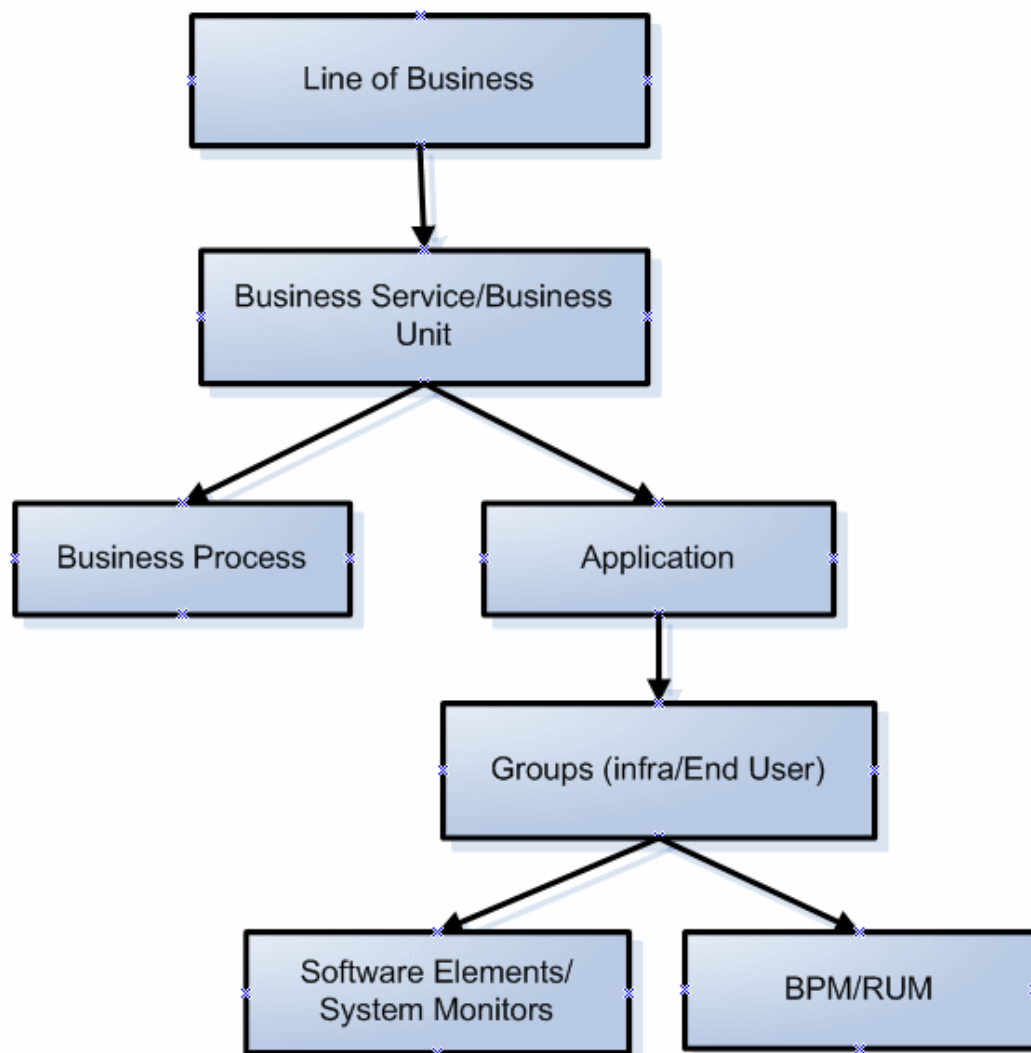 Line of Business
Business Service/Business
Unit
Business Process
Application
Groups (infra/End User)
Software Elements/
System Monitors
BPM/RUM